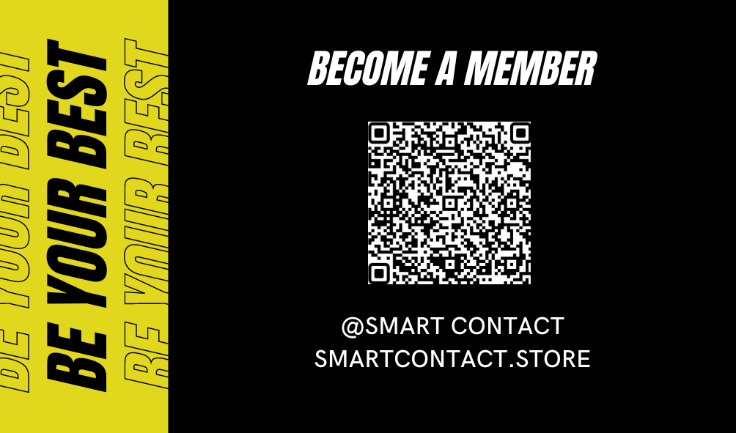 BE YOUR BEST
BE YOUR BEST
BE YOUR BEST
BECOME A MEMBER
@SMART CONTACT
SMARTCONTACT.STORE